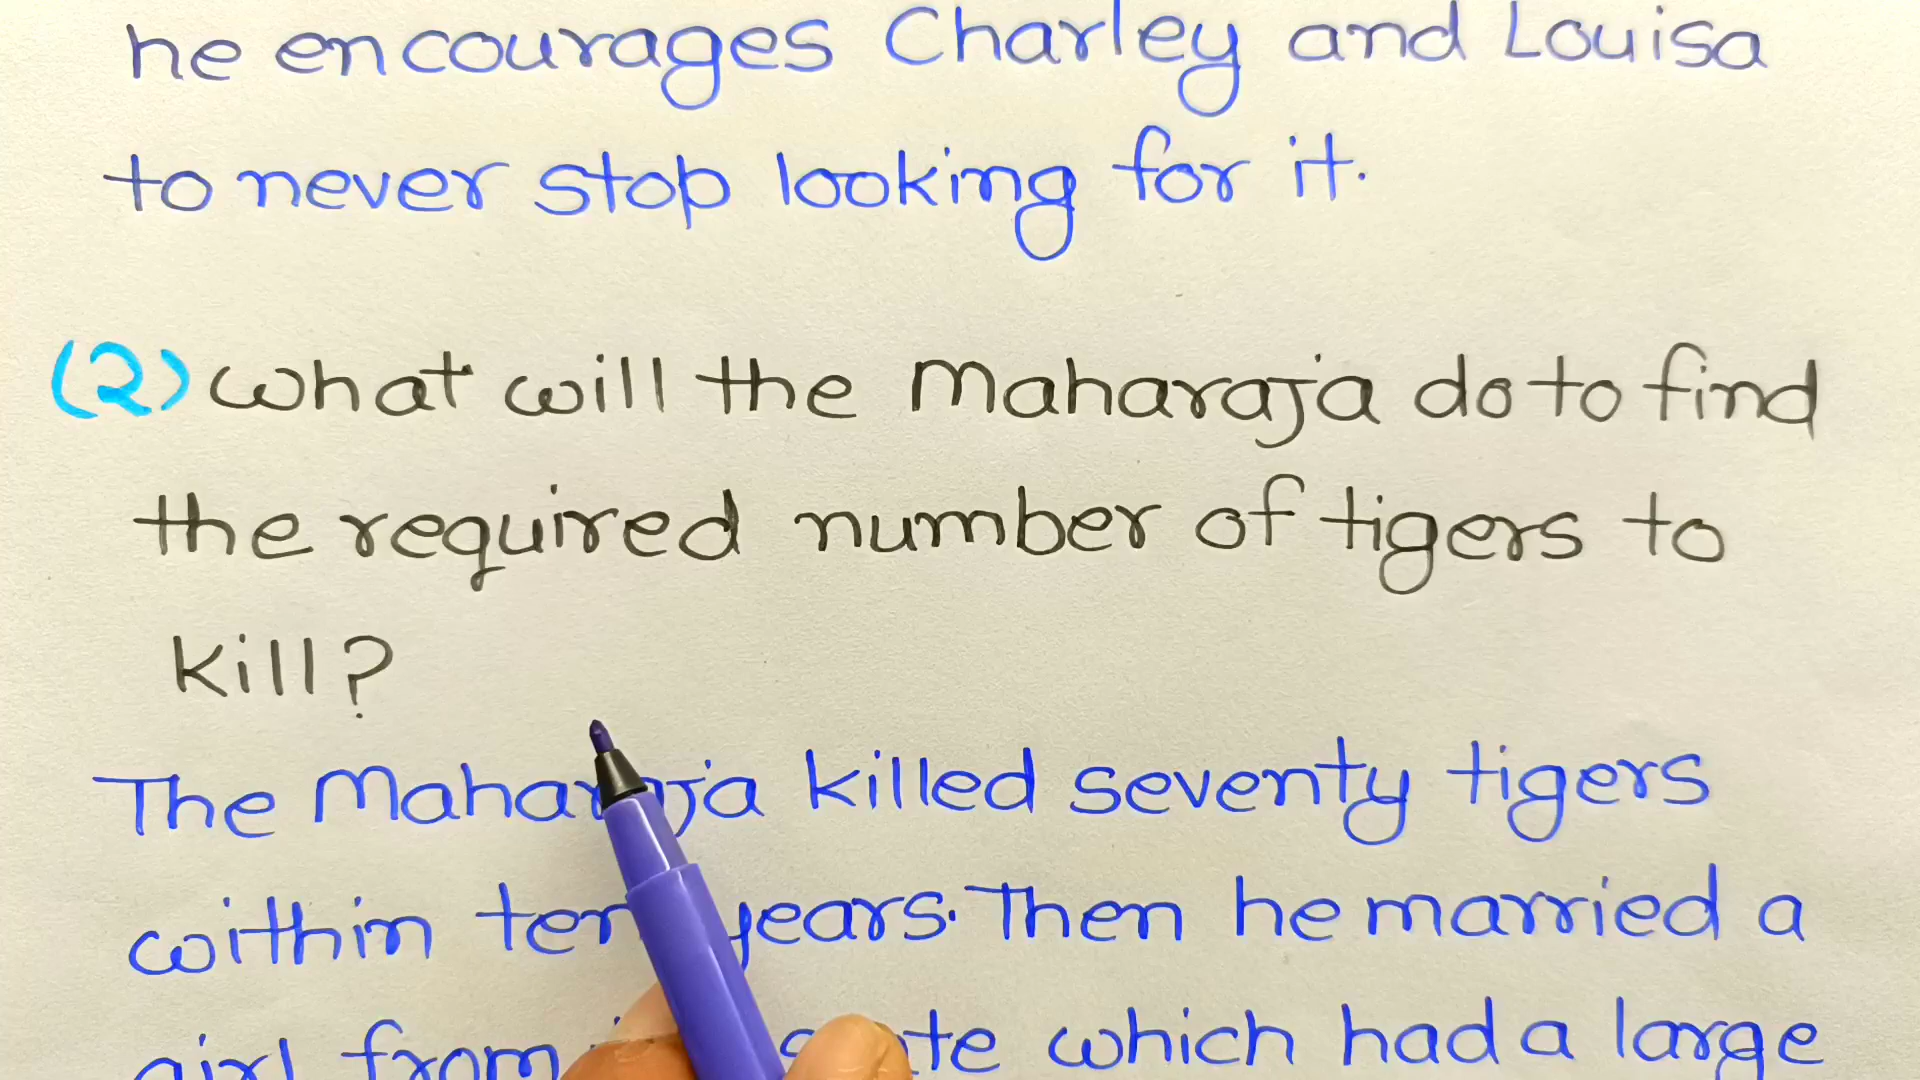 he encourages Charley and Louisa
to never stop looking for it.
(2) What will the Maharaja do to find
the required number of tigers to
kill?
The Maharaja killed seventy tigers
within ten years. Then he married a
girl from which had a large